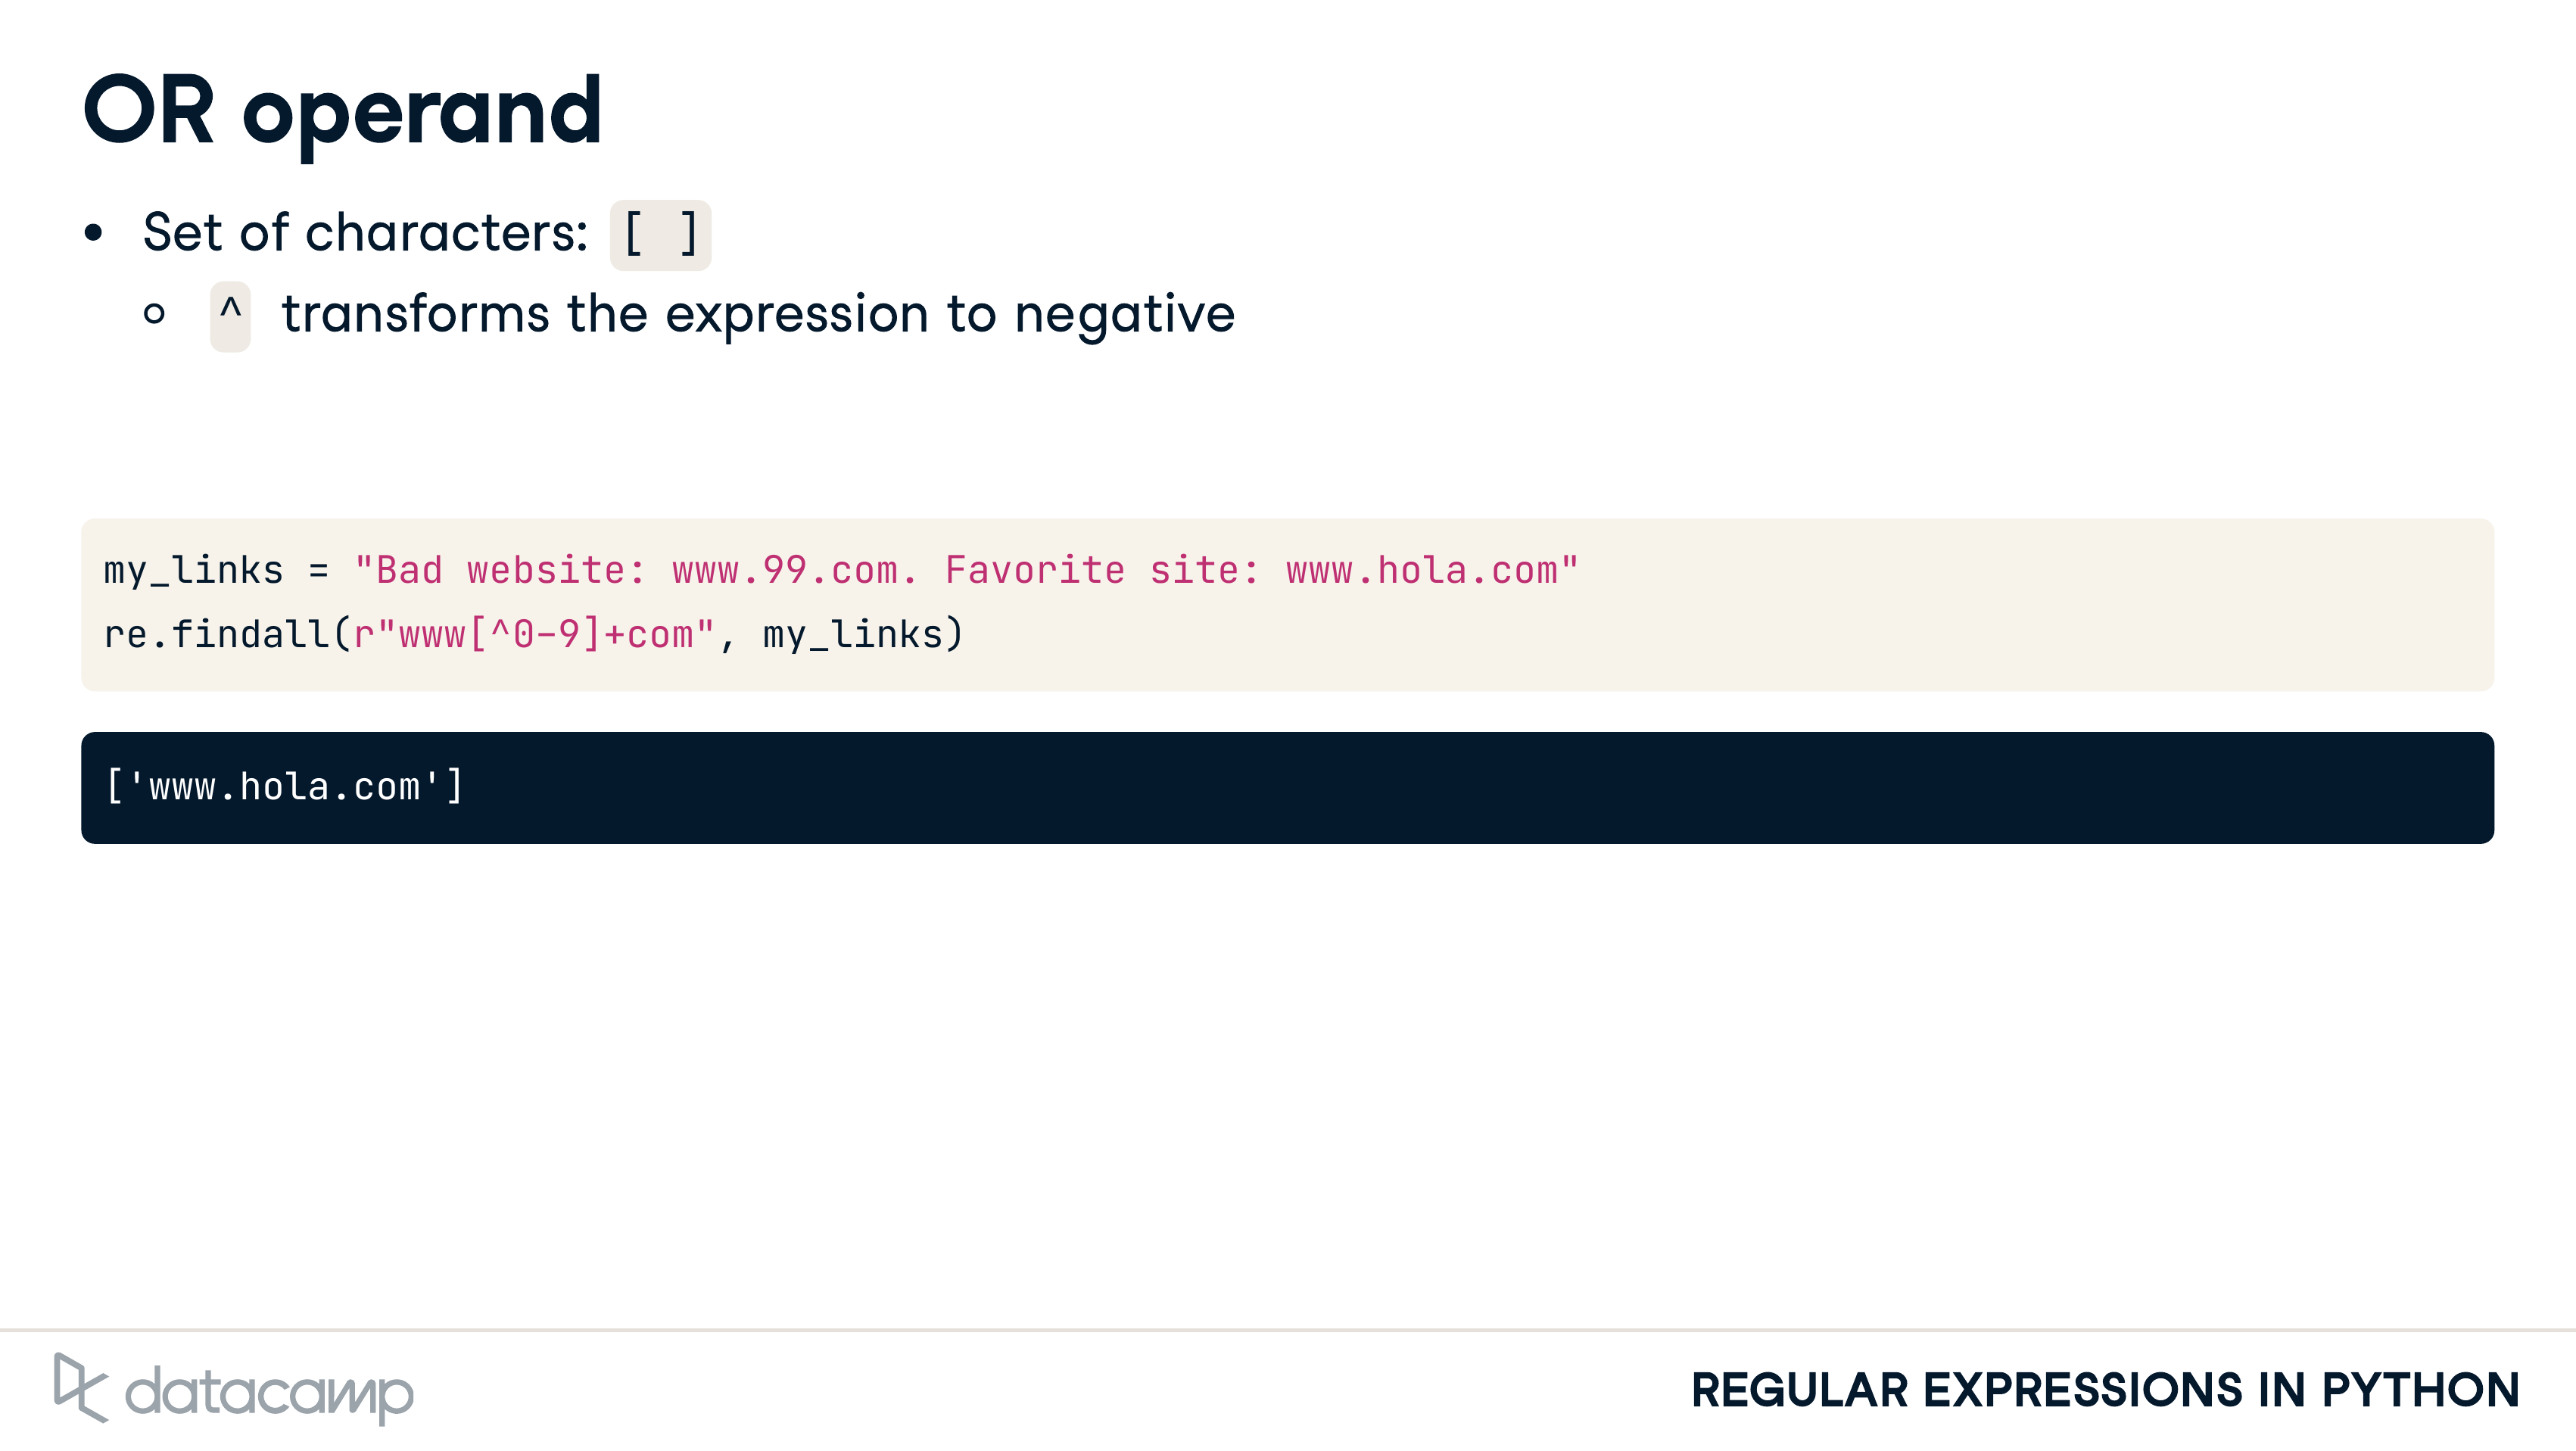 OR operand
• Set of characters: [ ]
○ ^ transforms the expression to negative
my_links = "Bad website: www.99.com. Favorite site: www.hola.com"
re.findall(r"www[^0-9]+com", my_links)
['www.hola.com']
datacamp
REGULAR EXPRESSIONS IN PYTHON